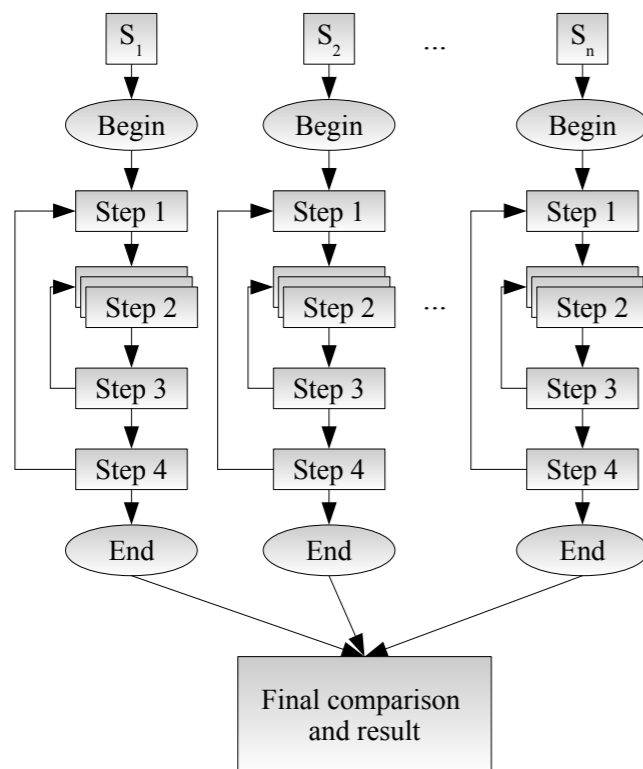 S1 S2 ... Sn
Begin Begin Begin
Step 1 Step 1 Step 1
Step 2 Step 2 ... Step 2
Step 3 Step 3 Step 3
Step 4 Step 4 Step 4
End End End
Final comparison
and result